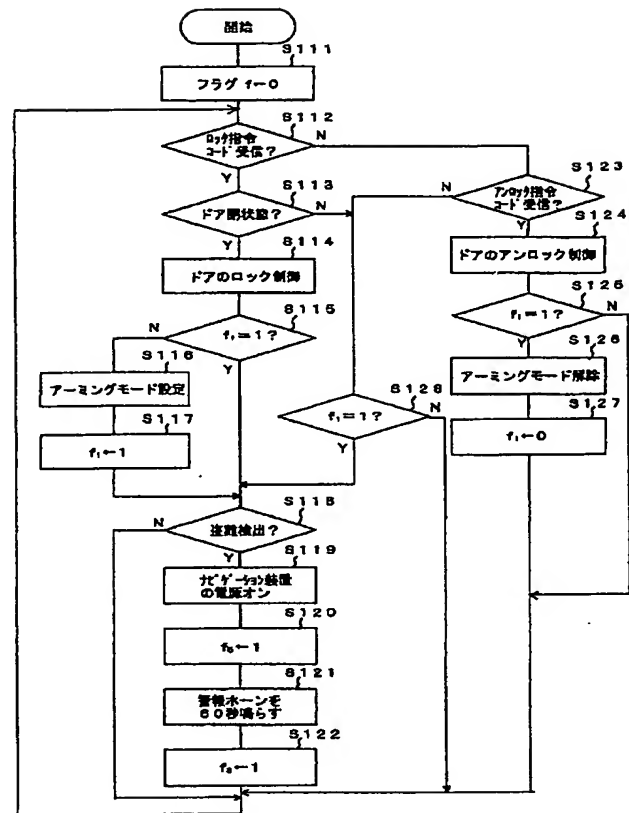 開始
S111
フラグ f←0
S112
ロック指令
コード受信?
N
Y
S113
ドア閉状態?
N
Y
S114
ドアのロック制御
S115
f₁=1?
N
Y
S116
アーミングモード設定
S117
f₁←1
S123
アンロック指令
コード受信?
N
Y
S124
ドアのアンロック制御
S125
f₁=1?
N
Y
S126
アーミングモード解除
S127
f₁←0
S128
f₁=1?
N
Y
S118
盗難検出?
N
Y
S119
ナビゲーション装置
の電源オン
S120
S121
警報ホーンを
60秒鳴らす
S122